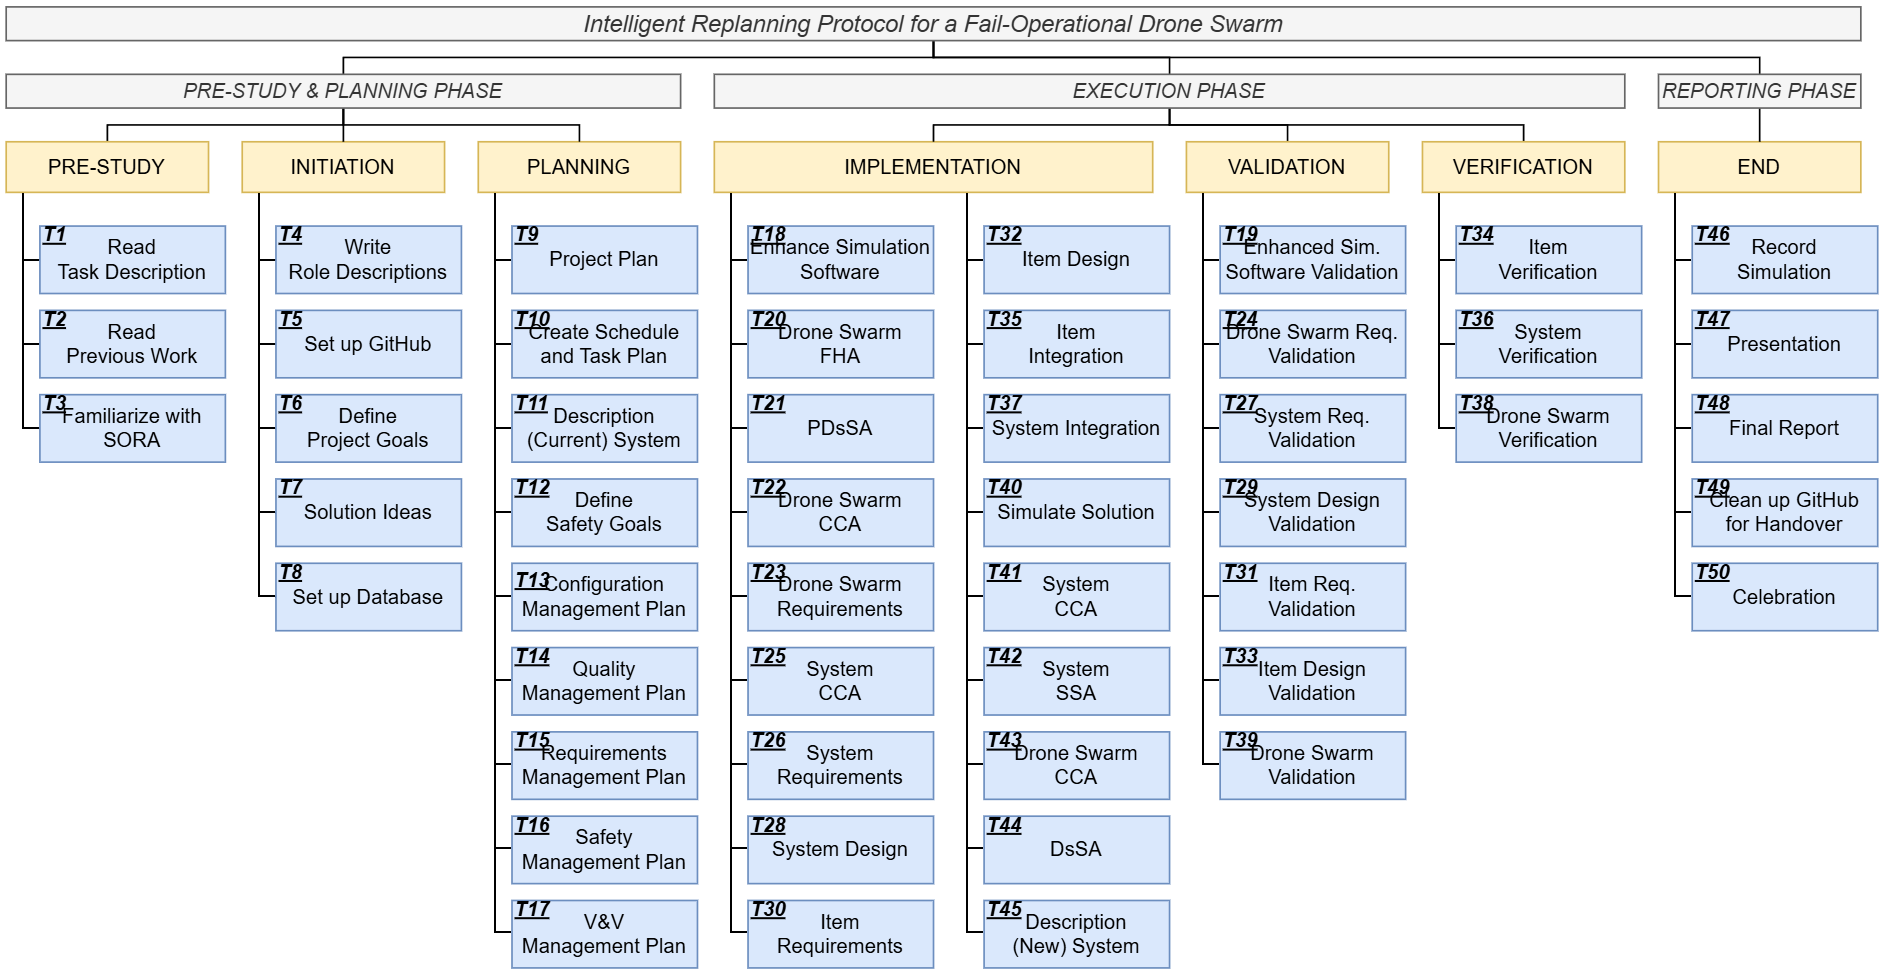 Intelligent Replanning Protocol for a Fail-Operational Drone Swarm
PRE-STUDY & PLANNING PHASE
EXECUTION PHASE
REPORTING PHASE
PRE-STUDY
INITIATION
PLANNING
IMPLEMENTATION
VALIDATION
VERIFICATION
END
T1
Read
Task Description
T2
Read
Previous Work
T3
Familiarize with
SORA
T4
Write
Role Descriptions
T5
Set up GitHub
T6
Define
Project Goals
T7
Solution Ideas
T8
Set up Database
T9
Project Plan
T10
Create Schedule
and Task Plan
T11
Description
(Current) System
T12
Define
Safety Goals
T13
Configuration
Management Plan
T14
Quality
Management Plan
T15
Requirements
Management Plan
T16
Safety
Management Plan
T17
V&V
Management Plan
T18
Enhance Simulation
Software
T20
Drone Swarm
FHA
T21
PDsSA
T22
Drone Swarm
CCA
T23
Drone Swarm
Requirements
T25
System
CCA
T26
System
Requirements
T28
System Design
T30
Item
Requirements
T32
Item Design
T35
Item
Integration
T37
System Integration
T40
Simulate Solution
T41
System
CCA
T42
System
SSA
T43
Drone Swarm
CCA
T44
DsSA
T45
Description
(New) System
T19
Enhanced Sim.
Software Validation
T24
Drone Swarm Req.
Validation
T27
System Req.
Validation
T29
System Design
Validation
T31
Item Req.
Validation
T33
Item Design
Validation
T39
Drone Swarm
Validation
T34
Item
Verification
T36
System
Verification
T38
Drone Swarm
Verification
T46
Record
Simulation
T47
Presentation
T48
Final Report
T49
Clean up GitHub
for Handover
T50
Celebration